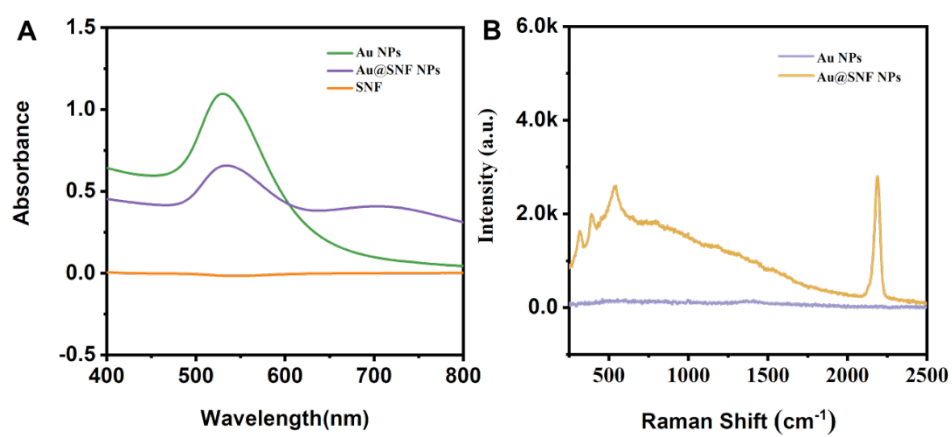 A
Au NPs
Au@SNF NPs
SNF
1.5
1.0
0.5
0.0
-0.5
400
500
600
700
800
Absorbance
Wavelength(nm)
B
Au NPs
Au@SNF NPs
6.0k
4.0k
2.0k
0.0
500
1000
1500
2000
2500
Intensity (a.u.)
Raman Shift (cm⁻¹)